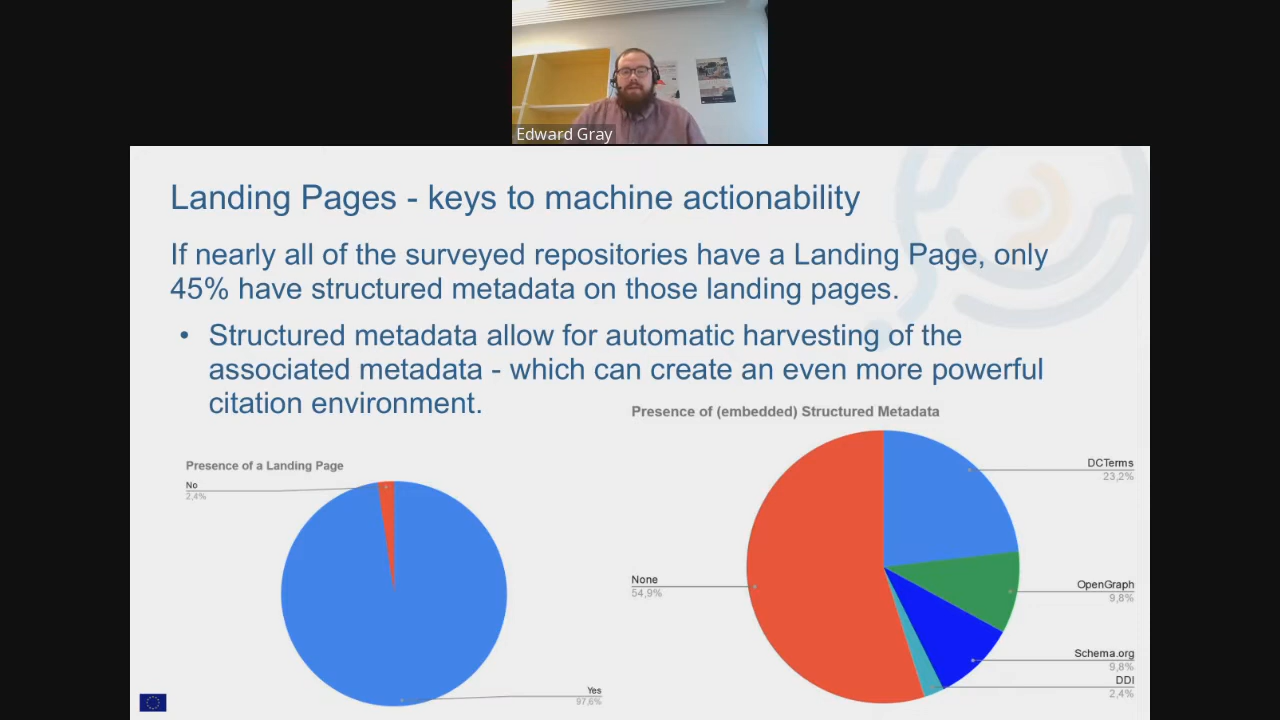 Edward Gray
Landing Pages - keys to machine actionability
If nearly all of the surveyed repositories have a Landing Page, only
45% have structured metadata on those landing pages.
• Structured metadata allow for automatic harvesting of the
associated metadata - which can create an even more powerful
citation environment.
Presence of a Landing Page
No
2,4%
Yes
97,6%
Presence of (embedded) Structured Metadata
DCTerms
23,2%
OpenGraph
9,8%
Schema.org
9,8%
DDI
2,4%
None
54,9%